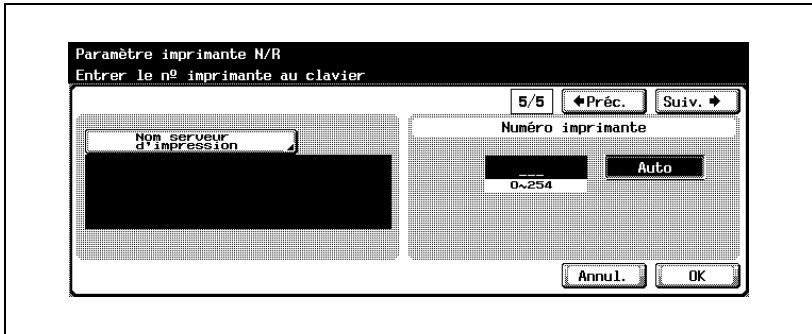 Paramètre imprimante N/R
Entrer le nº imprimante au clavier
5/5 Préc. Suiv.
Nom serveur
d'impression
Numéro imprimante
___
0~254
Auto
Annul. OK